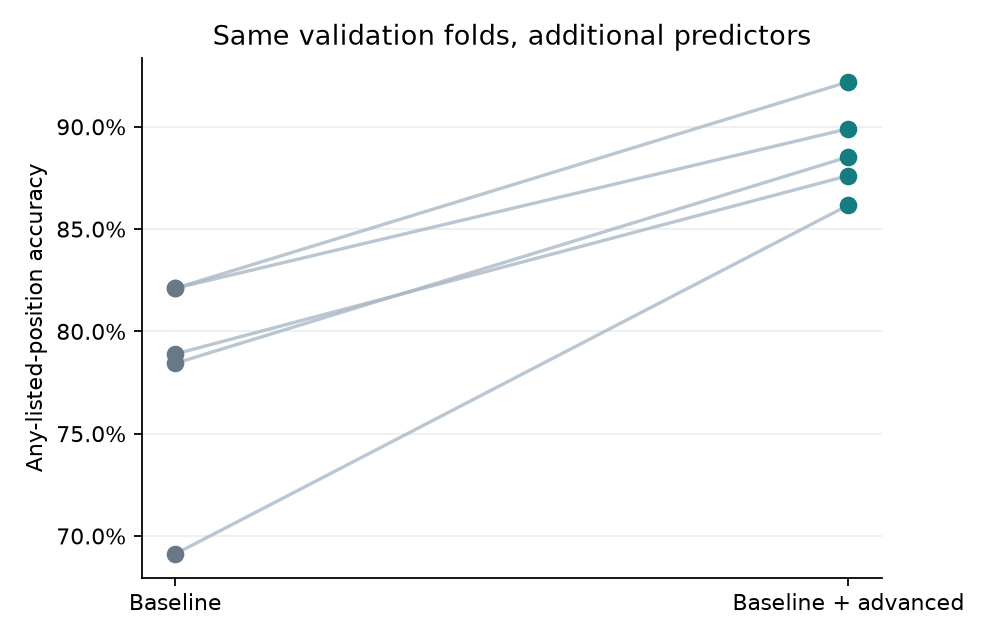 Same validation folds, additional predictors
Any-listed-position accuracy
90.0%
85.0%
80.0%
75.0%
70.0%
Baseline
Baseline + advanced